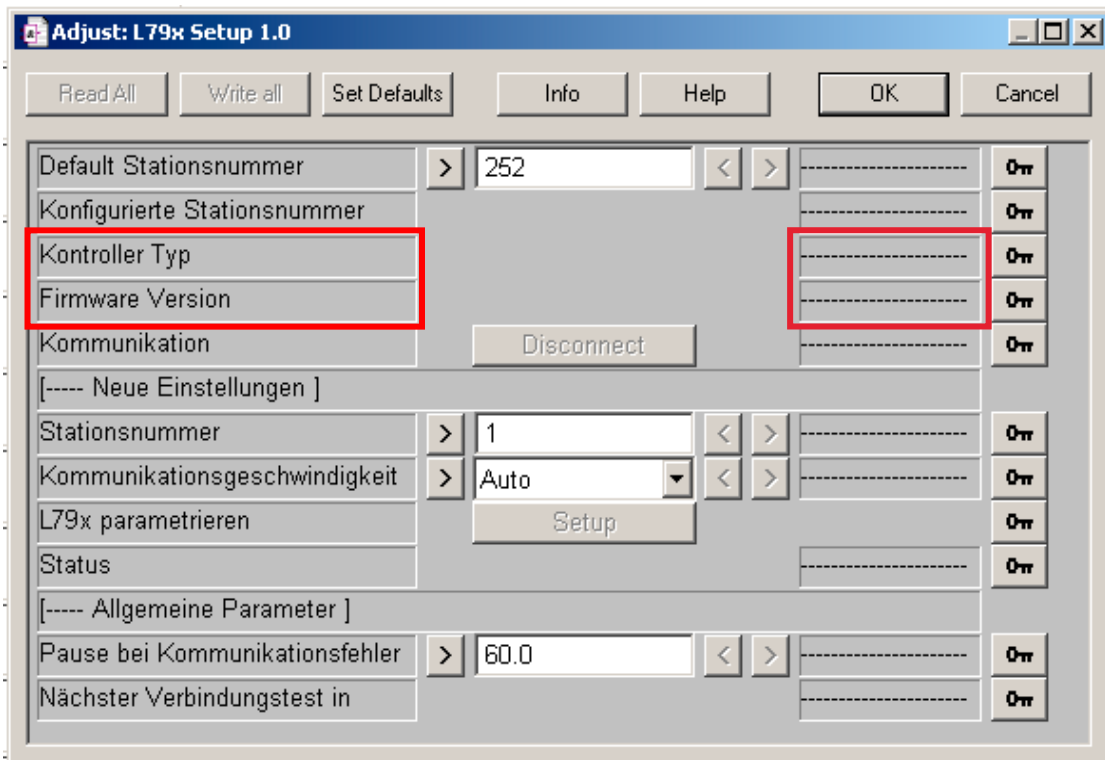 Adjust: L79x Setup 1.0
Read All Write all Set Defaults Info Help OK Cancel
Default Stationsnummer > 252 < > ---------------------
Konfigurierte Stationsnummer ---------------------
Kontroller Typ ---------------------
Firmware Version ---------------------
Kommunikation Disconnect ---------------------
[----- Neue Einstellungen ]
Stationsnummer > 1 < > ---------------------
Kommunikationsgeschwindigkeit > Auto < > ---------------------
L79x parametrieren Setup
Status ---------------------
[----- Allgemeine Parameter ]
Pause bei Kommunikationsfehler > 60.0 < > ---------------------
Nächster Verbindungstest in ---------------------